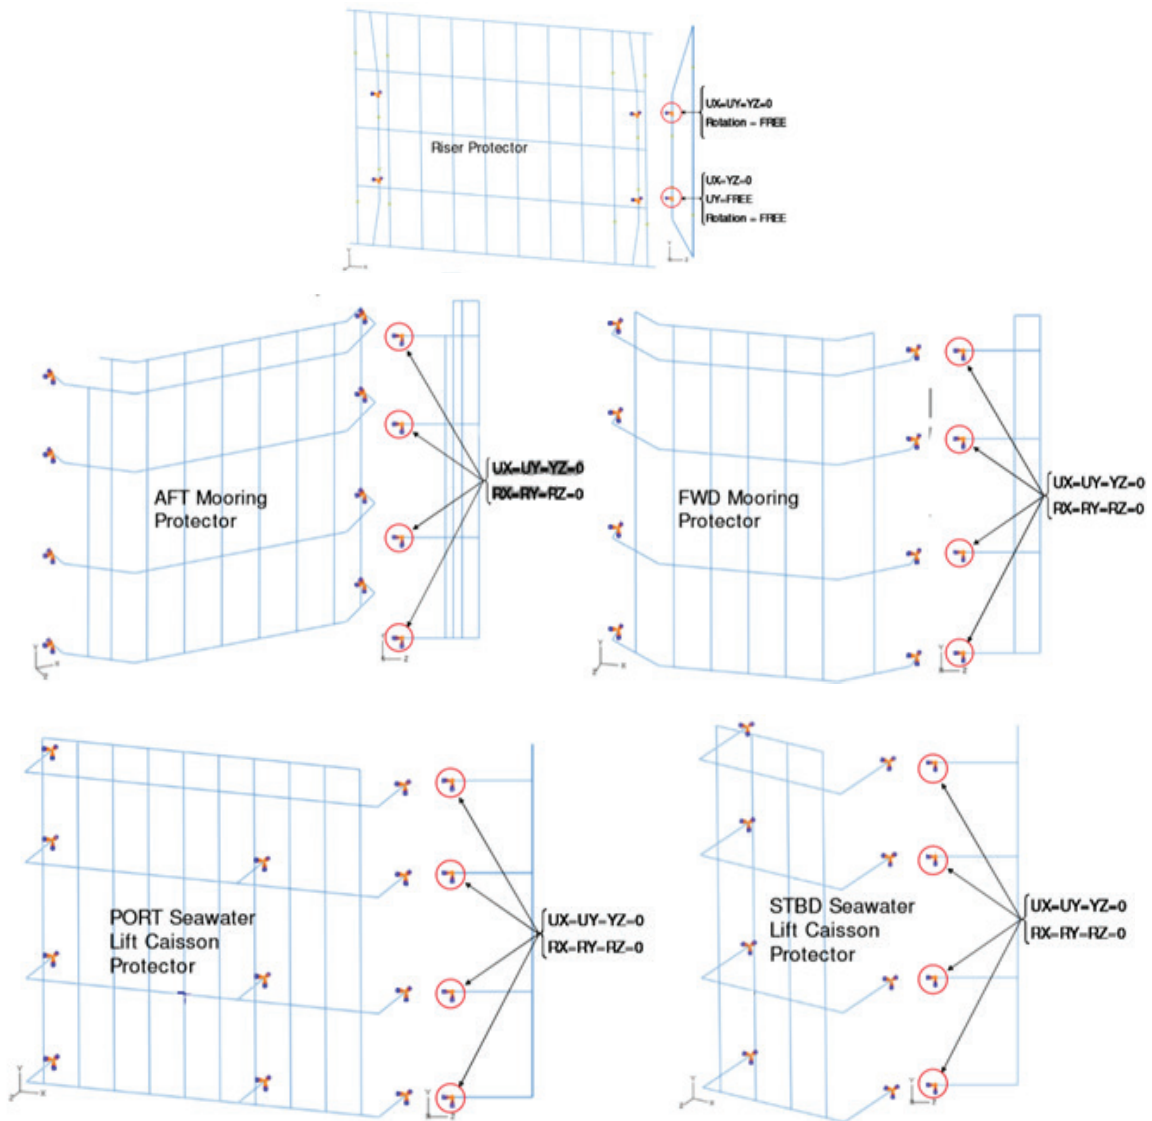 UX=UY=YZ=0
Rotation = FREE
Riser Protector
UX=YZ=0
UY=FREE
Rotation = FREE
AFT Mooring
Protector
UX=UY=YZ=0
RX=RY=RZ=0
FWD Mooring
Protector
UX=UY=YZ=0
RX=RY=RZ=0
PORT Seawater
Lift Caisson
Protector
UX=UY=YZ=0
RX=RY=RZ=0
STBD Seawater
Lift Caisson
Protector
UX=UY=YZ=0
RX=RY=RZ=0